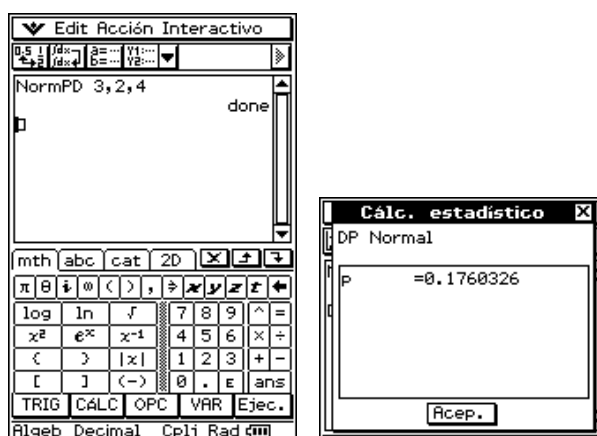 Edit Acción Interactivo
NormPD 3,2,4
done
mth abc cat 2D
π θ i ∞ ( ) , ⇒ x y z t
log ln √ 7 8 9 ^ =
x² eˣ x⁻¹ 4 5 6 × ÷
( ) |x| 1 2 3 + -
[ ] (-) 0 . E ans
TRIG CÁLC OPC VAR Ejec.
Algeb Decimal Cplj Rad
Cálc. estadístico
DP Normal
p =0.1760326
Acep.